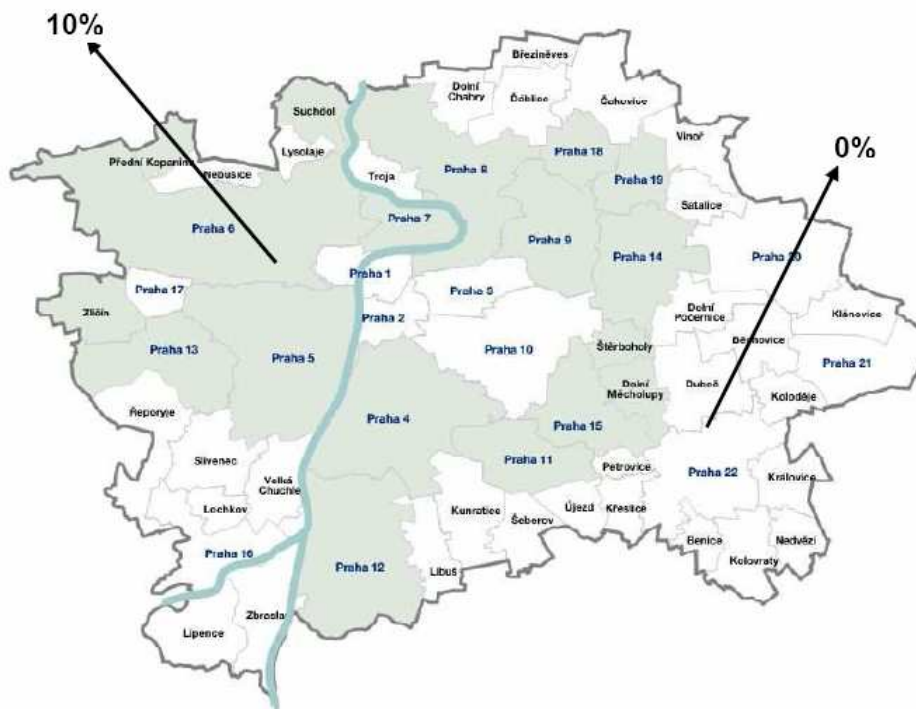 10%
Březiněves
Dolní
Chabry
Ďáblice
Čakovice
Suchdol
Vinoř
0%
Lysolaje
Praha 18
Přední Kopanina
Nebušice
Troja
Praha 8
Praha 19
Satalice
Praha 6
Praha 7
Praha 9
Praha 14
Praha 20
Praha 1
Praha 17
Praha 3
Zličín
Praha 2
Dolní
Počernice
Klánovice
Praha 13
Praha 5
Praha 10
Štěrboholy
Běchovice
Praha 21
Dolní
Měcholupy
Dubeč
Koloděje
Řeporyje
Praha 4
Praha 15
Slivenec
Praha 11
Petrovice
Praha 22
Královice
Velká
Chuchle
Lochkov
Kunratice
Šeberov
Újezd
Křeslice
Benice
Nedvězí
Praha 16
Praha 12
Libuš
Kolovraty
Zbraslav
Lipence